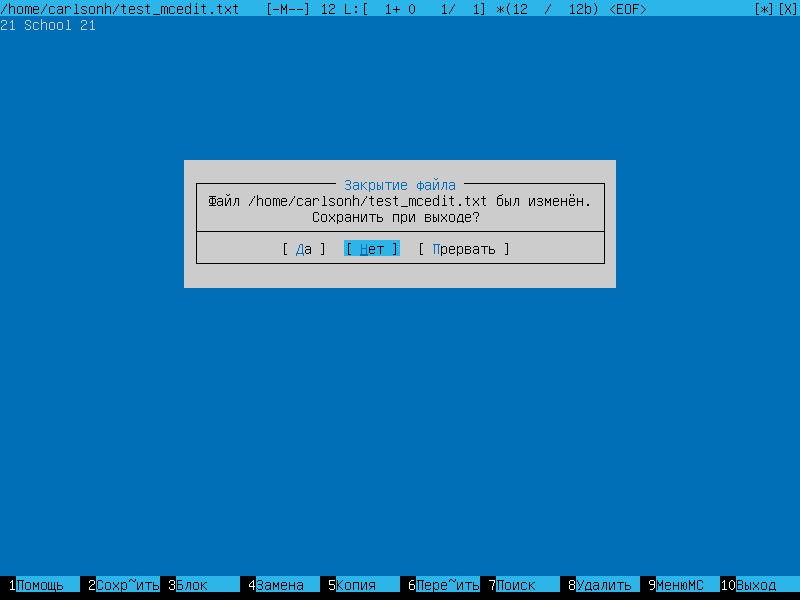 /home/carlsonh/test_mcedit.txt [-M--] 12 L:[ 1+ 0 1/ 1] *(12 / 12b) <EOF> [*][X]
21 School 21
Закрытие файла
Файл /home/carlsonh/test_mcedit.txt был изменён.
Сохранить при выходе?
[ Да ] [ Нет ] [ Прервать ]
1Помощь 2Сохр~ить 3Блок 4Замена 5Копия 6Пере~ить 7Поиск 8Удалить 9МенюMC 10Выход